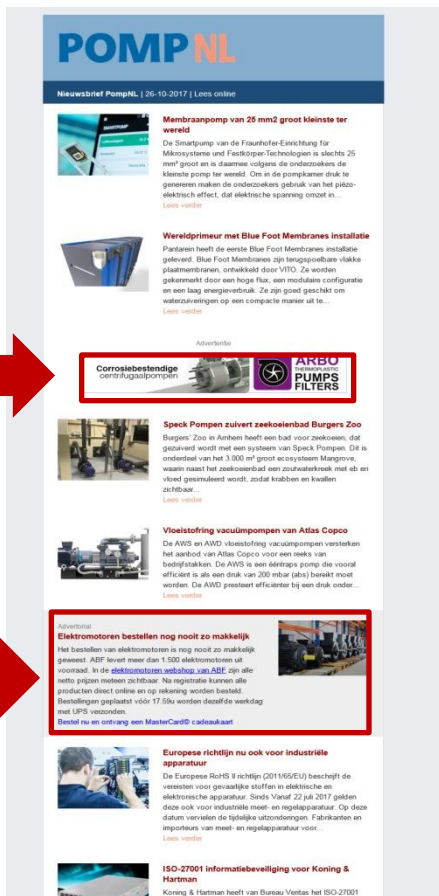 POMPNL
Nieuwsbrief PompNL | 26-10-2017 | Lees online
Membraanpomp van 25 mm2 groot kleinste ter
wereld
De Smartpump van de Fraunhofer-Einrichtung für
Mikrosysteme und Festkörper-Technologien is slechts 25
mm² groot en is daarmee volgens de onderzoekers de
kleinste pomp ter wereld. Om in de pompkamer druk te
genereren maken de onderzoekers gebruik van het piëzo-
elektrisch effect, dat elektrische spanning omzet in...
Lees verder
Wereldprimeur met Blue Foot Membranes installatie
Pantarein heeft de eerste Blue Foot Membranes installatie
geleverd. Blue Foot Membranes zijn terugspoelbare vlakke
plaatmembranen, ontwikkeld door VITO. Ze worden
gekenmerkt door een hoge flux, een modulaire configuratie
en een laag energieverbruik. Ze zijn goed geschikt om
waterzuiveringen op een compacte manier uit te...
Lees verder
Advertentie
Corrosiebestendige
centrifugaalpompen
ARBO
THERMOPLASTIC
PUMPS
FILTERS
Speck Pompen zuivert zeekoeienbad Burgers Zoo
Burgers' Zoo in Arnhem heeft een bad voor zeekoeien, dat
gezuiverd wordt met een systeem van Speck Pompen. Dit is
onderdeel van het 3.000 m² groot ecosysteem Mangrove,
waarin naast het zeekoeienbad een zoutwaterkreek met eb en
vloed gesimuleerd wordt, zodat krabben en kwallen
zichtbaar...
Lees verder
Vloeistofring vacuümpompen van Atlas Copco
De AWS en AWD vloeistofring vacuümpompen versterken
het aanbod van Atlas Copco voor een reeks van
bedrijfstakken. De AWS is een ééntraps pomp die vooral
efficiënt is als een druk van 200 mbar (abs) bereikt moet
worden. De AWD presteert efficiënter bij een druk onder...
Lees verder
Advertorial
Elektromotoren bestellen nog nooit zo makkelijk
Het bestellen van elektromotoren is nog nooit zo makkelijk
geweest. ABF levert meer dan 1.500 elektromotoren uit
voorraad. In de elektromotoren webshop van ABF zijn alle
netto prijzen meteen zichtbaar. Na registratie kunnen alle
producten direct online en op rekening worden besteld.
Bestellingen geplaatst vóór 17.59u worden dezelfde werkdag
met UPS verzonden.
Bestel nu en ontvang een MasterCard© cadeaukaart
Europese richtlijn nu ook voor industriële
apparatuur
De Europese RoHS II richtlijn (2011/65/EU) beschrijft de
vereisten voor gevaarlijke stoffen in elektrische en
elektronische apparatuur. Sinds Vanaf 22 juli 2017 gelden
deze ook voor industriële meet- en regelapparatuur. Op deze
datum vervielen de tijdelijke uitzonderingen. Fabrikanten en
importeurs van meet- en regelapparatuur voor...
Lees verder
ISO-27001 informatiebeveiliging voor Koning &
Hartman
Koning & Hartman heeft van Bureau Veritas het ISO-27001